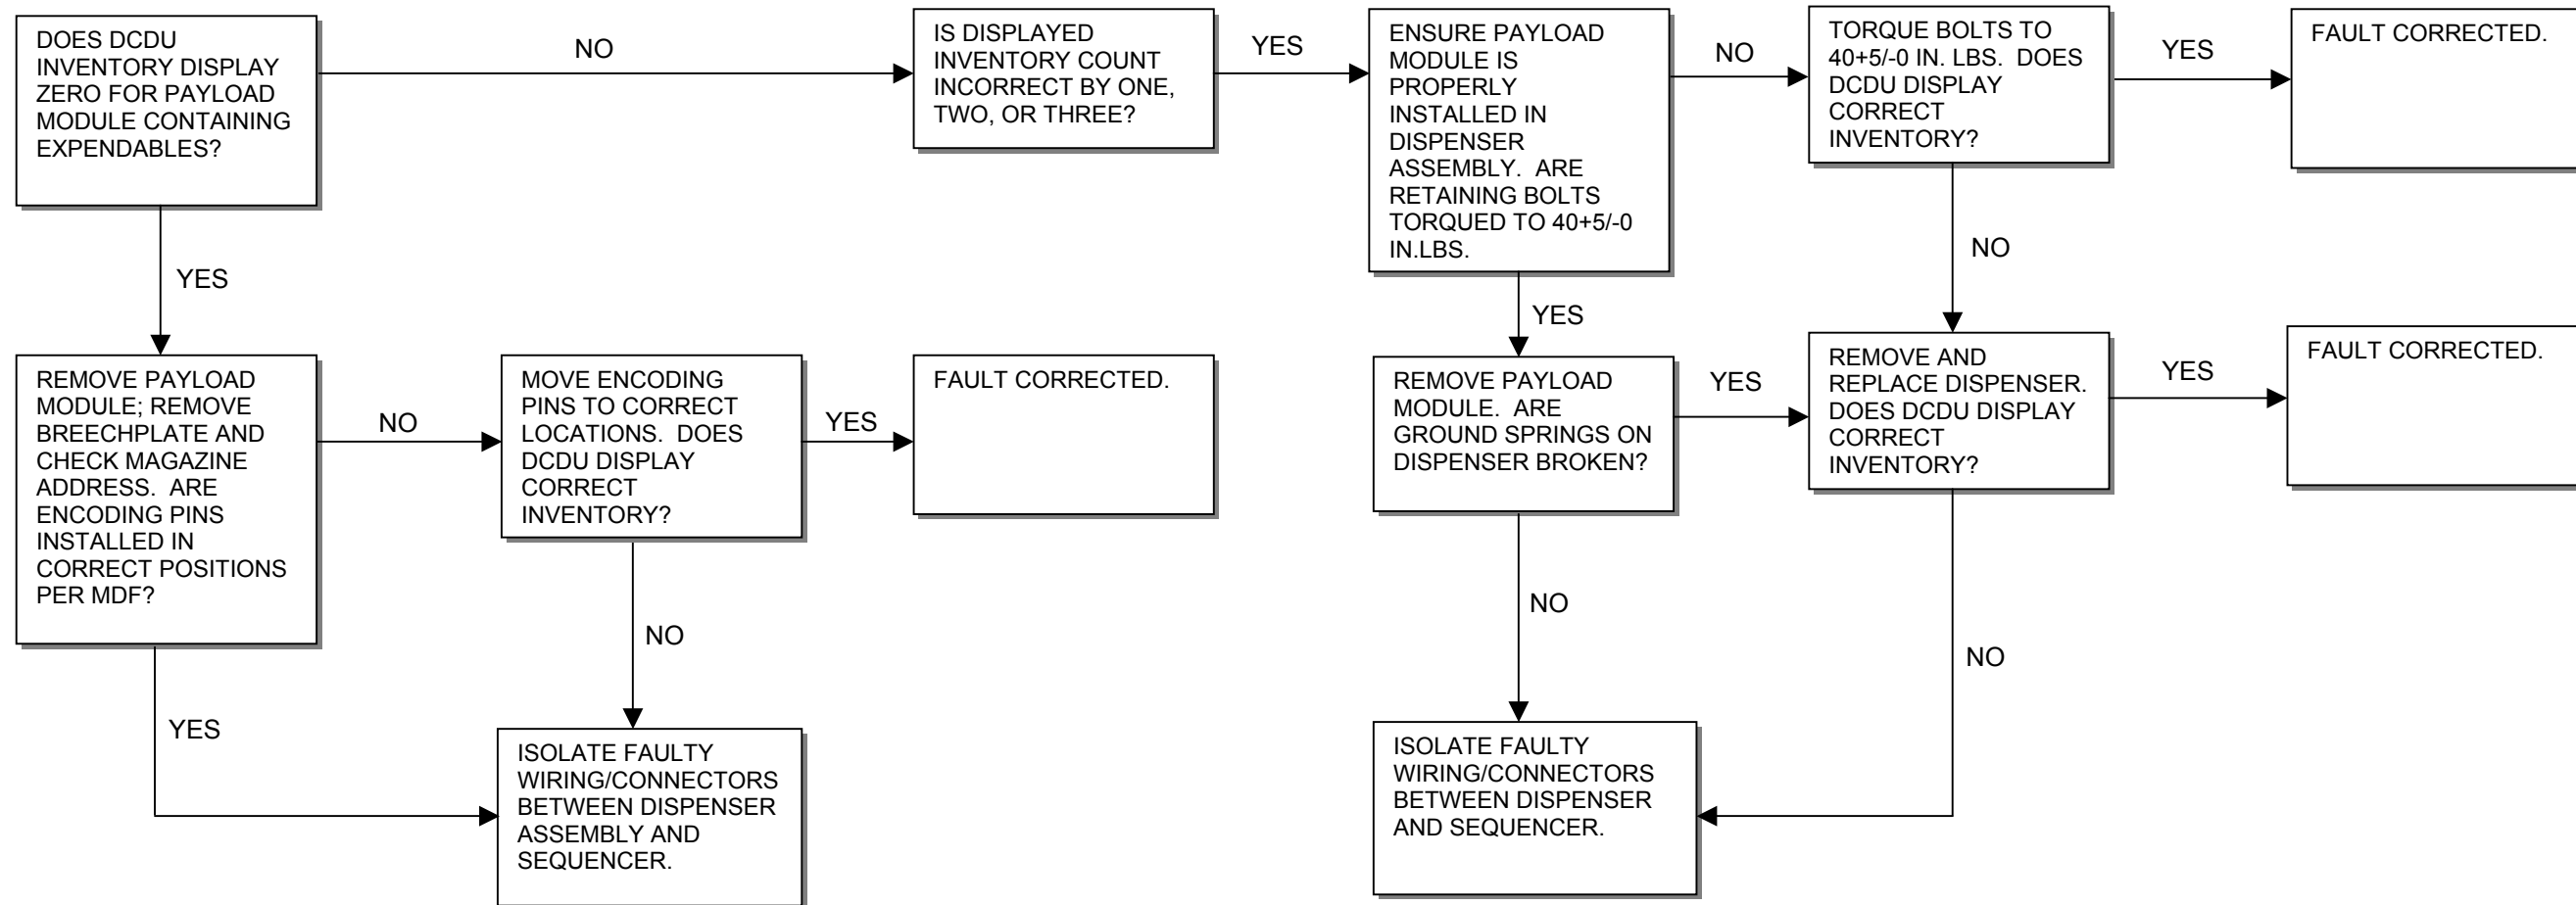 DOES DCDU
INVENTORY DISPLAY
ZERO FOR PAYLOAD
MODULE CONTAINING
EXPENDABLES?
NO
IS DISPLAYED
INVENTORY COUNT
INCORRECT BY ONE,
TWO, OR THREE?
YES
ENSURE PAYLOAD
MODULE IS
PROPERLY
INSTALLED IN
DISPENSER
ASSEMBLY. ARE
RETAINING BOLTS
TORQUED TO 40+5/-0
IN.LBS.
NO
TORQUE BOLTS TO
40+5/-0 IN. LBS. DOES
DCDU DISPLAY
CORRECT
INVENTORY?
YES
FAULT CORRECTED.
YES
YES
NO
REMOVE PAYLOAD
MODULE; REMOVE
BREECHPLATE AND
CHECK MAGAZINE
ADDRESS. ARE
ENCODING PINS
INSTALLED IN
CORRECT POSITIONS
PER MDF?
NO
MOVE ENCODING
PINS TO CORRECT
LOCATIONS. DOES
DCDU DISPLAY
CORRECT
INVENTORY?
YES
FAULT CORRECTED.
REMOVE PAYLOAD
MODULE. ARE
GROUND SPRINGS ON
DISPENSER BROKEN?
YES
REMOVE AND
REPLACE DISPENSER.
DOES DCDU DISPLAY
CORRECT
INVENTORY?
YES
FAULT CORRECTED.
YES
NO
NO
NO
ISOLATE FAULTY
WIRING/CONNECTORS
BETWEEN DISPENSER
ASSEMBLY AND
SEQUENCER.
ISOLATE FAULTY
WIRING/CONNECTORS
BETWEEN DISPENSER
AND SEQUENCER.